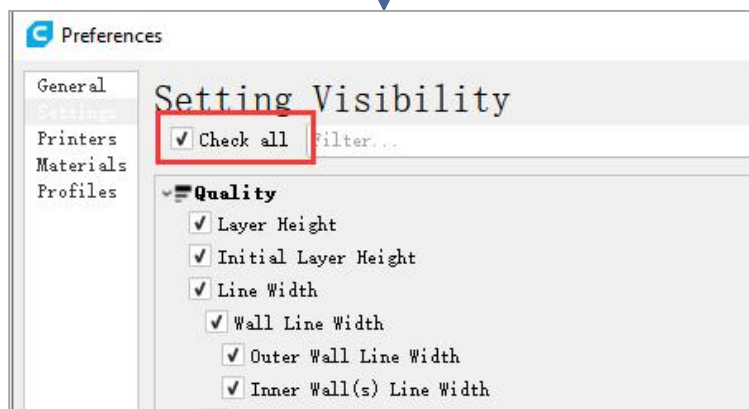 Preferences
General
Settings
Printers
Materials
Profiles
Setting Visibility
Check all
Filter...
Quality
Layer Height
Initial Layer Height
Line Width
Wall Line Width
Outer Wall Line Width
Inner Wall(s) Line Width